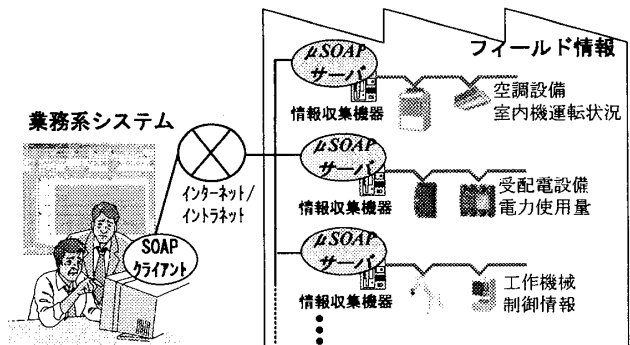 フィールド情報
μSOAP
サーバ
情報収集機器
空調設備
室内機運転状況
業務系システム
SOAP
クライアント
インターネット/
イントラネット
μSOAP
サーバ
情報収集機器
受配電設備
電力使用量
μSOAP
サーバ
情報収集機器
工作機械
制御情報